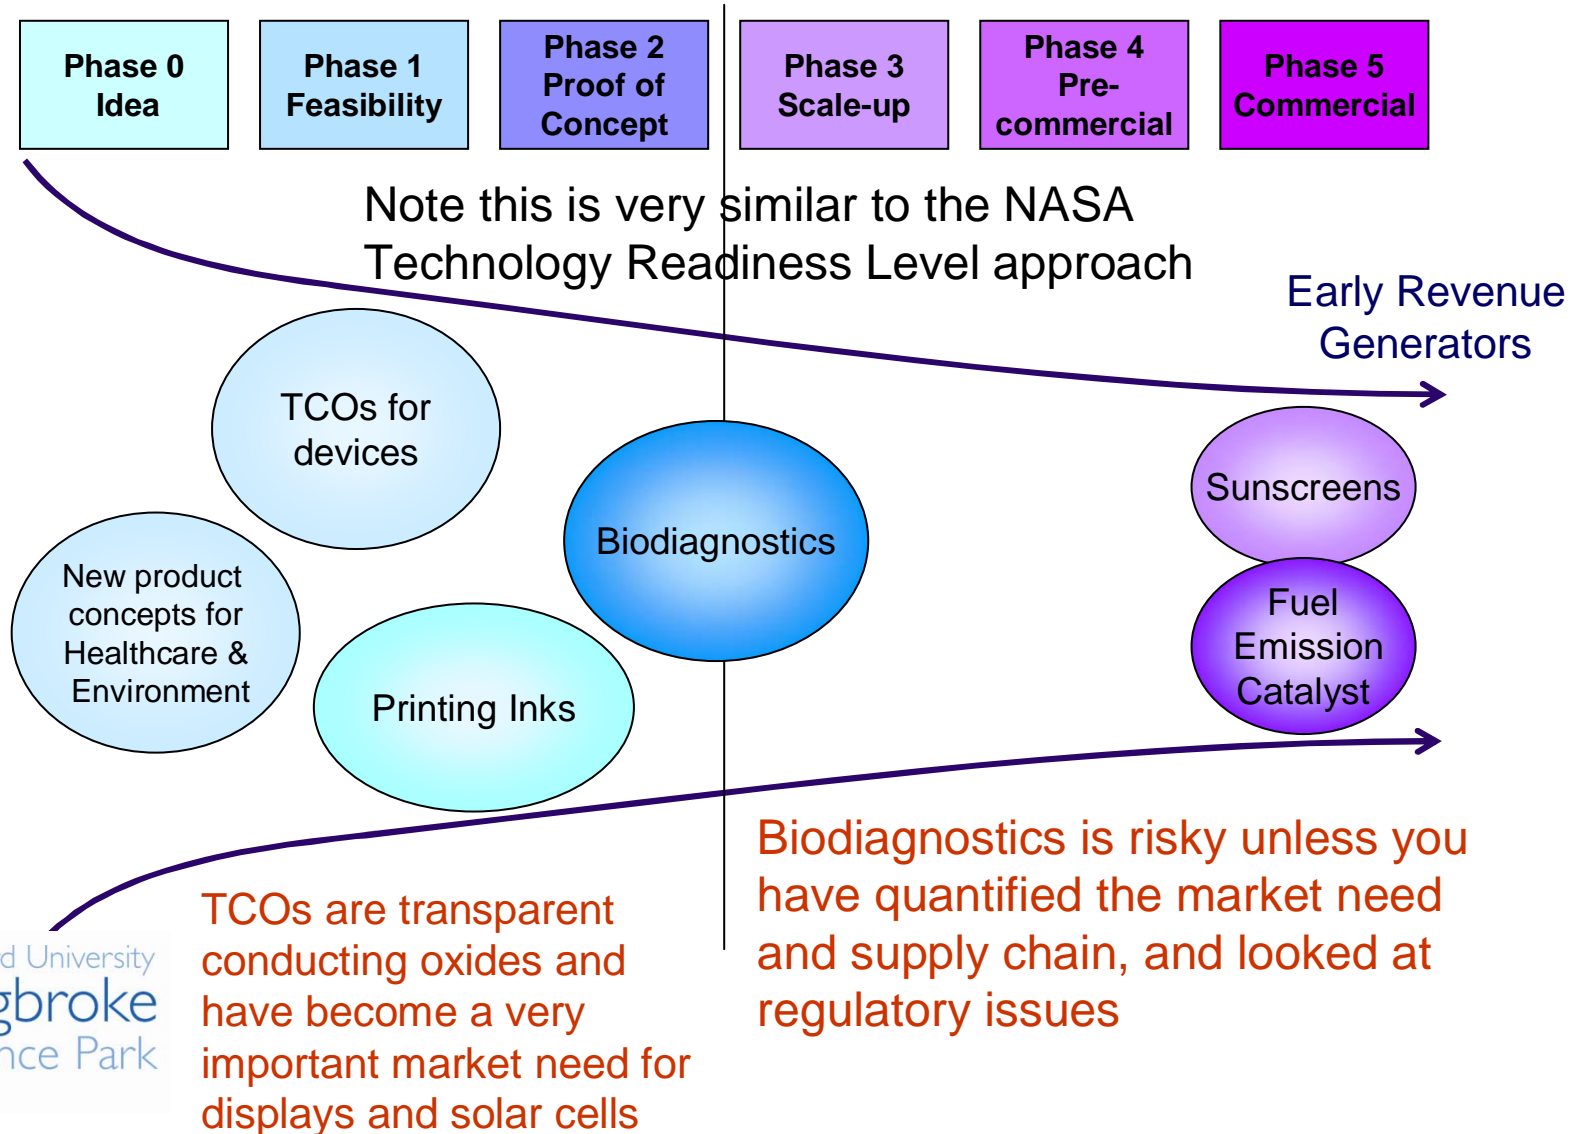 Phase 0
Idea
Phase 1
Feasibility
Phase 2
Proof of
Concept
Phase 3
Scale-up
Phase 4
Pre-
commercial
Phase 5
Commercial
Note this is very similar to the NASA
Technology Readiness Level approach
Early Revenue
Generators
TCOs for
devices
Sunscreens
Biodiagnostics
New product
concepts for
Healthcare &
Environment
Fuel
Emission
Catalyst
Printing Inks
Biodiagnostics is risky unless you
have quantified the market need
and supply chain, and looked at
regulatory issues
TCOs are transparent
conducting oxides and
have become a very
important market need for
displays and solar cells
d University
gbroke
nce Park